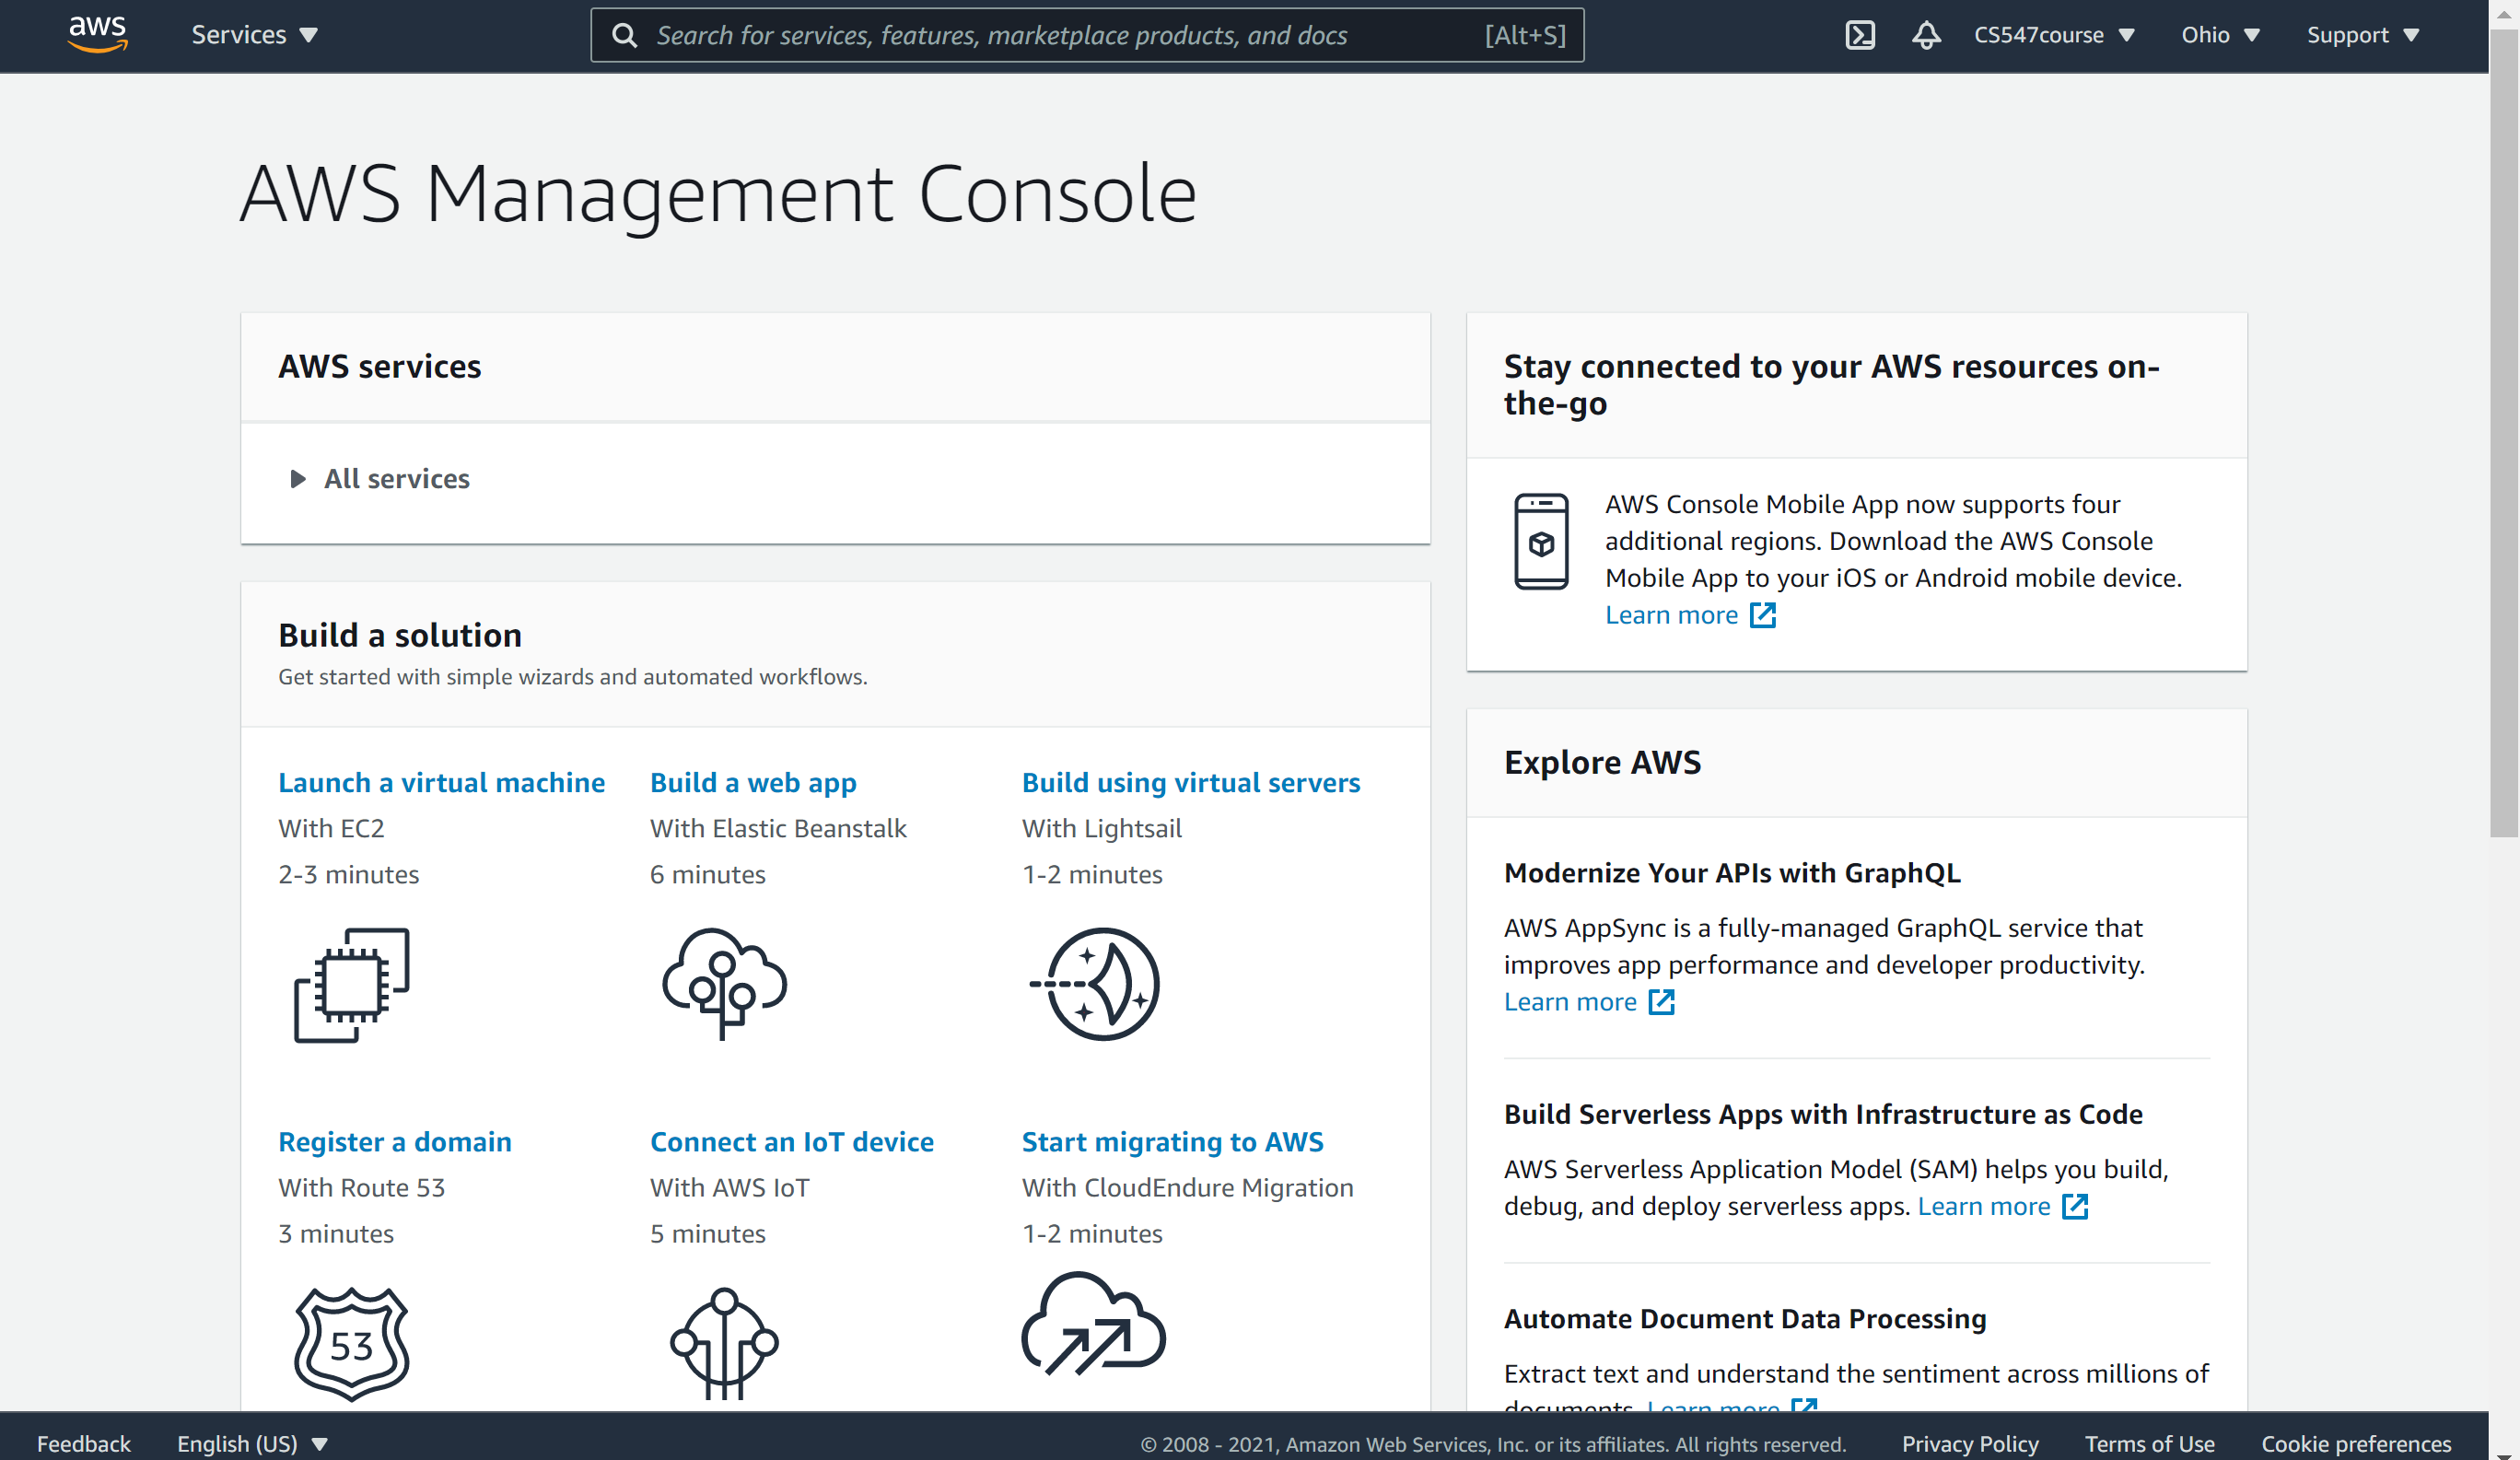 aws
Services
Search for services, features, marketplace products, and docs
[Alt+S]
CS547course
Ohio
Support
AWS Management Console
AWS services
All services
Build a solution
Get started with simple wizards and automated workflows.
Launch a virtual machine
With EC2
2-3 minutes
Build a web app
With Elastic Beanstalk
6 minutes
Build using virtual servers
With Lightsail
1-2 minutes
Register a domain
With Route 53
3 minutes
53
Connect an IoT device
With AWS IoT
5 minutes
Start migrating to AWS
With CloudEndure Migration
1-2 minutes
Stay connected to your AWS resources on-
the-go
AWS Console Mobile App now supports four
additional regions. Download the AWS Console
Mobile App to your iOS or Android mobile device.
Learn more
Explore AWS
Modernize Your APIs with GraphQL
AWS AppSync is a fully-managed GraphQL service that
improves app performance and developer productivity.
Learn more
Build Serverless Apps with Infrastructure as Code
AWS Serverless Application Model (SAM) helps you build,
debug, and deploy serverless apps. Learn more
Automate Document Data Processing
Extract text and understand the sentiment across millions of
documents. Learn more
Feedback
English (US)
© 2008 - 2021, Amazon Web Services, Inc. or its affiliates. All rights reserved.
Privacy Policy
Terms of Use
Cookie preferences